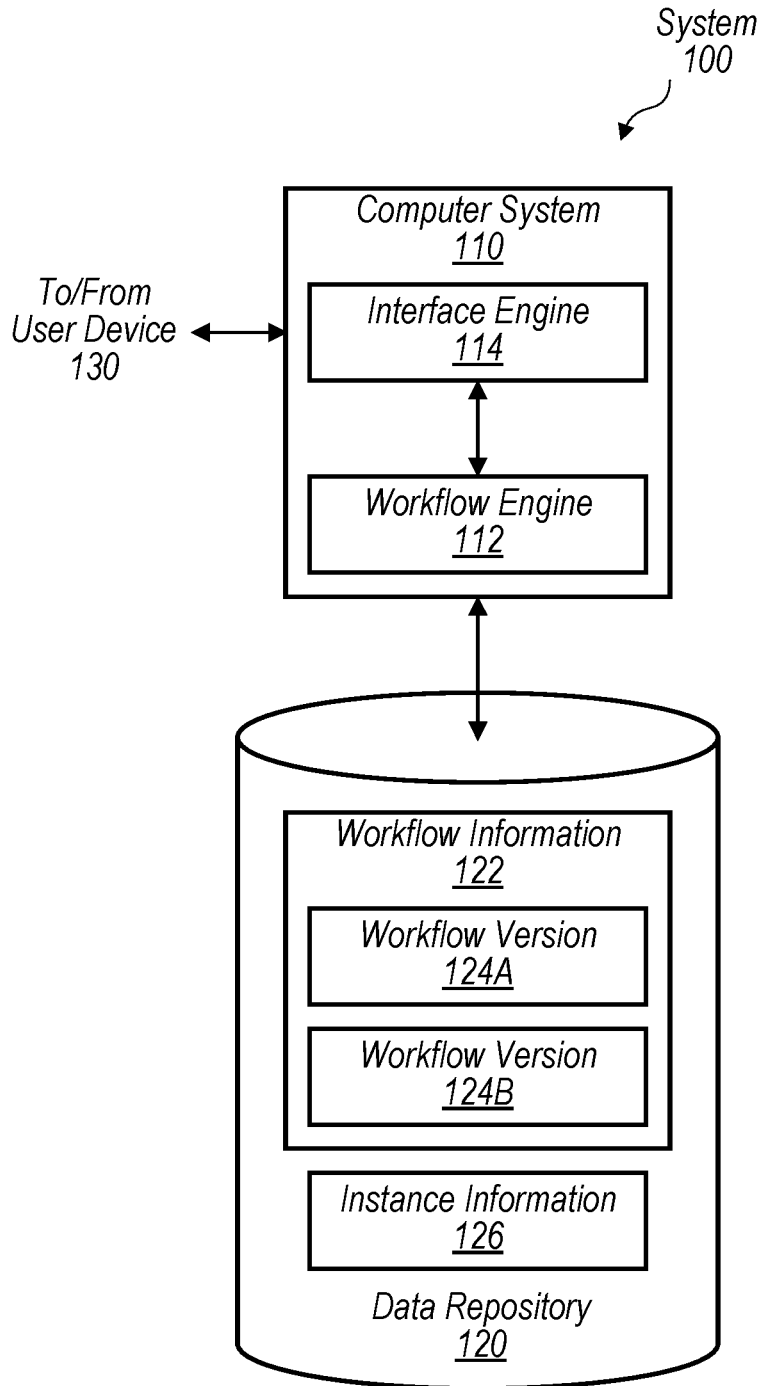 System
100
Computer System
110
To/From
User Device
130
Interface Engine
114
Workflow Engine
112
Workflow Information
122
Workflow Version
124A
Workflow Version
124B
Instance Information
126
Data Repository
120